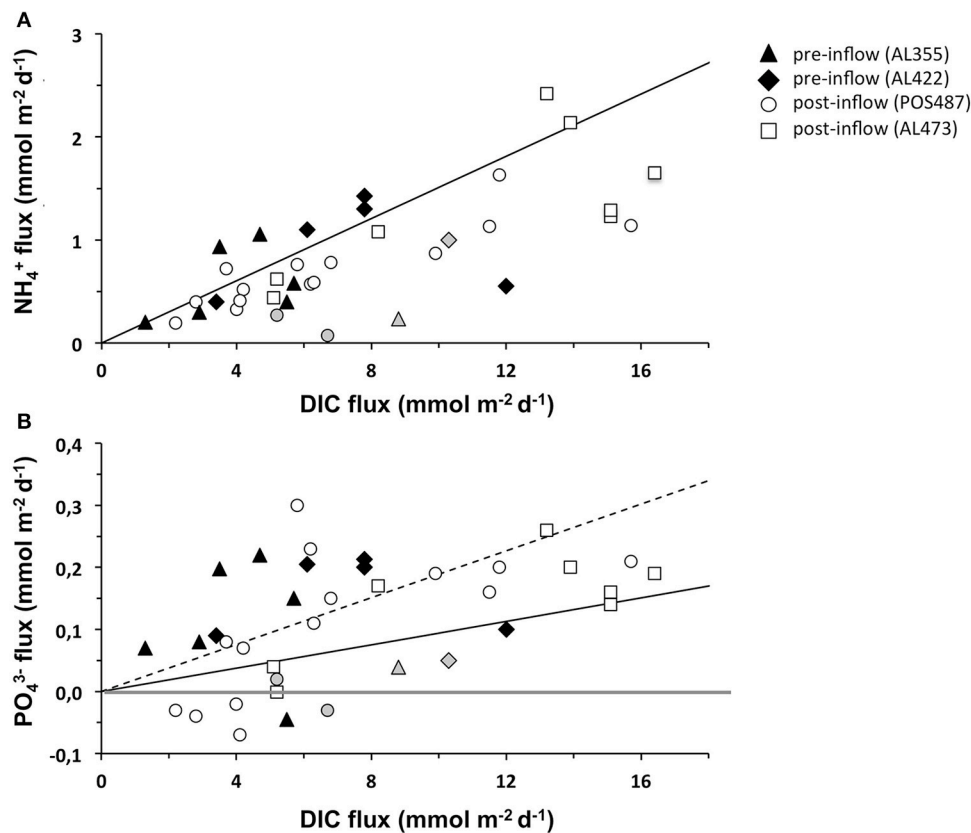 A
pre-inflow (AL355)
pre-inflow (AL422)
post-inflow (POS487)
post-inflow (AL473)
NH₄⁺ flux (mmol m⁻² d⁻¹)
3
2
1
0
0 4 8 12 16
DIC flux (mmol m⁻² d⁻¹)
B
PO₄³⁻ flux (mmol m⁻² d⁻¹)
0,4
0,3
0,2
0,1
0,0
-0,1
0 4 8 12 16
DIC flux (mmol m⁻² d⁻¹)